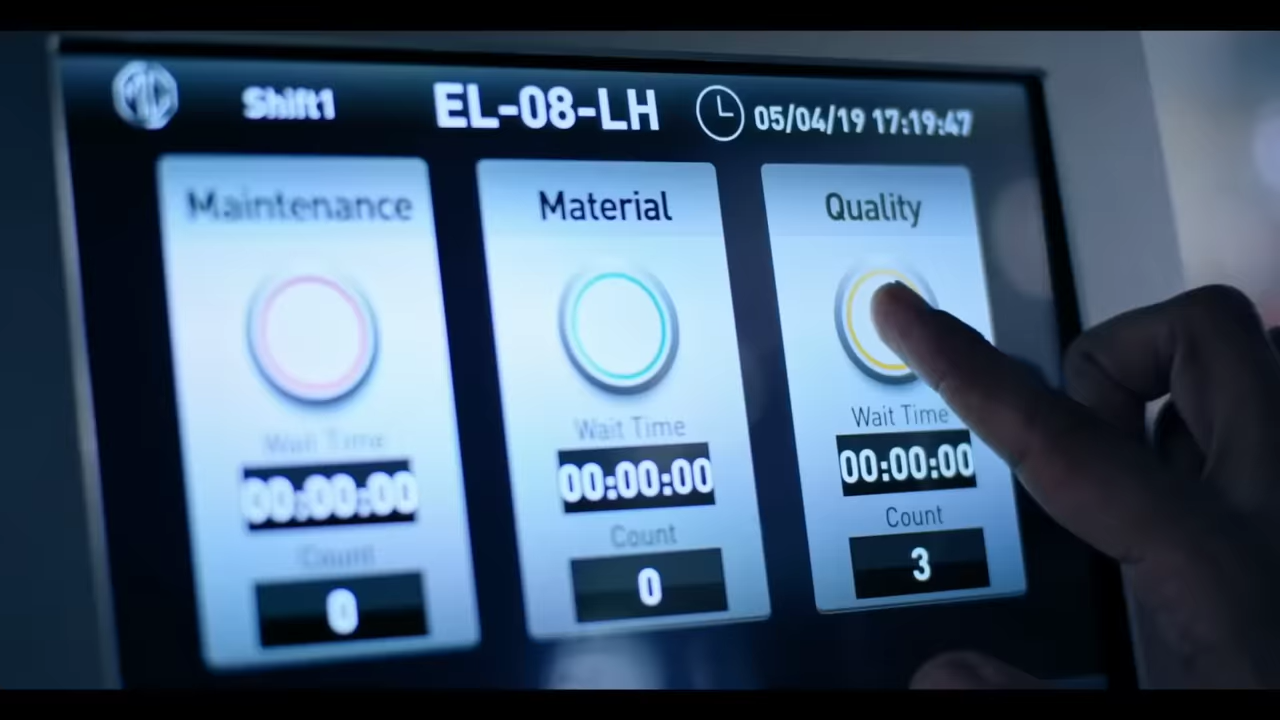 MG
Shift1
EL-08-LH
05/04/19 17:19:47
Maintenance
Wait Time
00:00:00
Count
0
Material
Wait Time
00:00:00
Count
0
Quality
Wait Time
00:00:00
Count
3